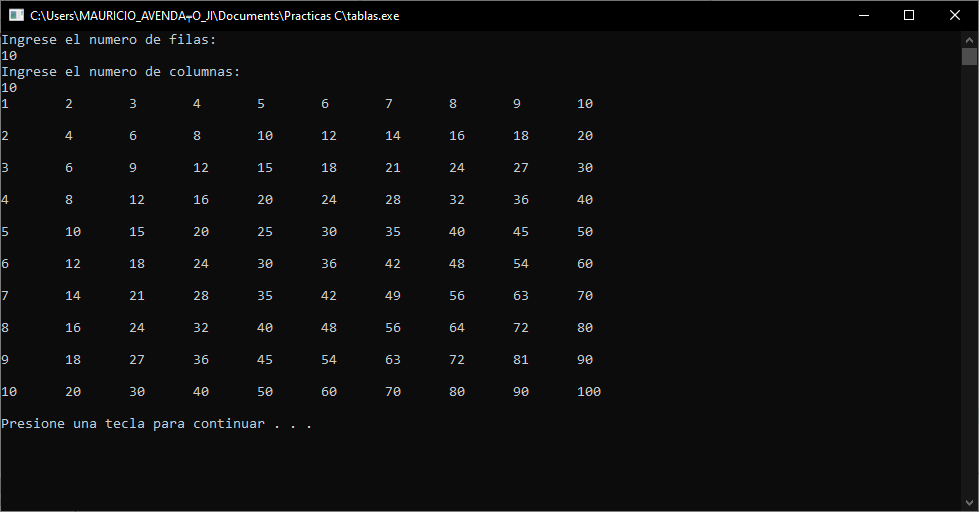 C:\Users\MAURICIO_AVENDA┬O_JI\Documents\Practicas C\tablas.exe
Ingrese el numero de filas:
10
Ingrese el numero de columnas:
10
1 2 3 4 5 6 7 8 9 10
2 4 6 8 10 12 14 16 18 20
3 6 9 12 15 18 21 24 27 30
4 8 12 16 20 24 28 32 36 40
5 10 15 20 25 30 35 40 45 50
6 12 18 24 30 36 42 48 54 60
7 14 21 28 35 42 49 56 63 70
8 16 24 32 40 48 56 64 72 80
9 18 27 36 45 54 63 72 81 90
10 20 30 40 50 60 70 80 90 100
Presione una tecla para continuar . . .